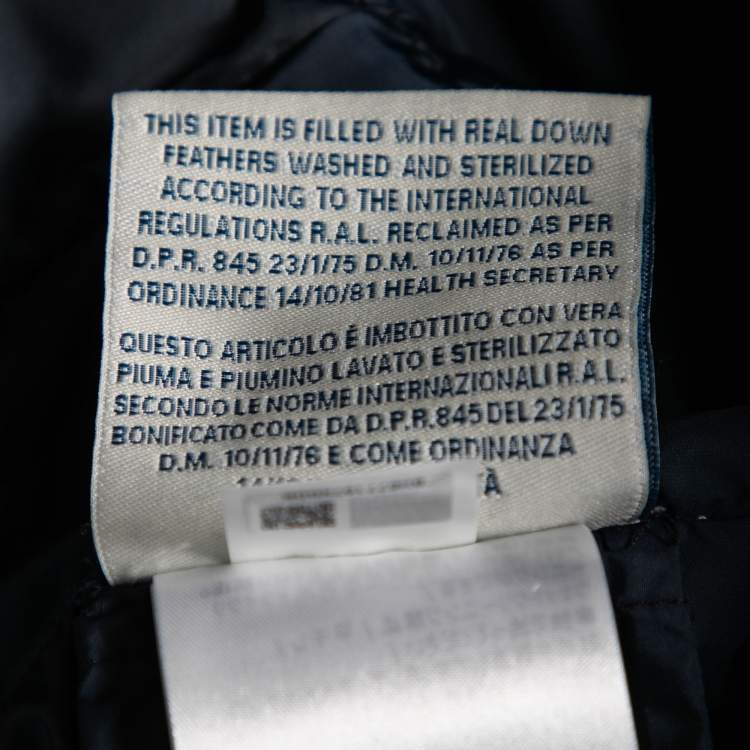 THIS ITEM IS FILLED WITH REAL DOWN
FEATHERS WASHED AND STERILIZED
ACCORDING TO THE INTERNATIONAL
REGULATIONS R.A.L. RECLAIMED AS PER
D.P.R. 845 23/1/75 D.M. 10/11/76 AS PER
ORDINANCE 14/10/81 HEALTH SECRETARY
QUESTO ARTICOLO É IMBOTTITO CON VERA
PIUMA E PIUMINO LAVATO E STERILIZZATO
SECONDO LE NORME INTERNAZIONALI R.A.L.
BONIFICATO COME DA D.P.R.845 DEL 23/1/75
D.M. 10/11/76 E COME ORDINANZA